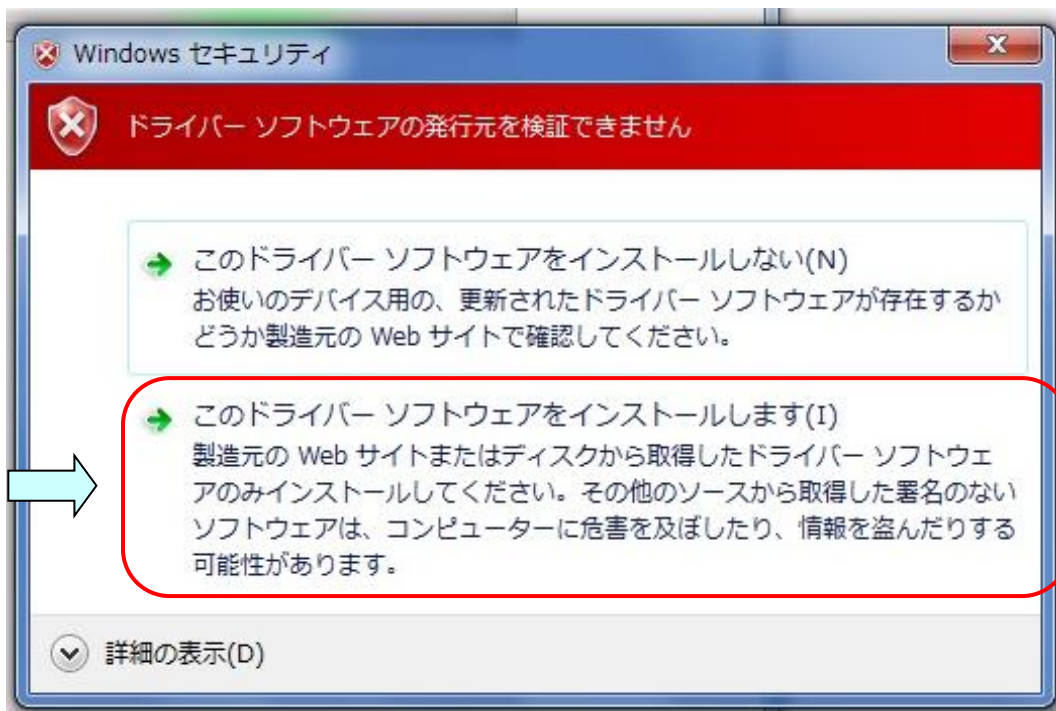 Windows セキュリティ
ドライバー ソフトウェアの発行元を検証できません
このドライバー ソフトウェアをインストールしない(N)
お使いのデバイス用の、更新されたドライバー ソフトウェアが存在するか
どうか製造元の Web サイトで確認してください。
このドライバー ソフトウェアをインストールします(I)
製造元の Web サイトまたはディスクから取得したドライバー ソフトウェ
アのみインストールしてください。その他のソースから取得した署名のない
ソフトウェアは、コンピューターに危害を及ぼしたり、情報を盗んだりする
可能性があります。
詳細の表示(D)